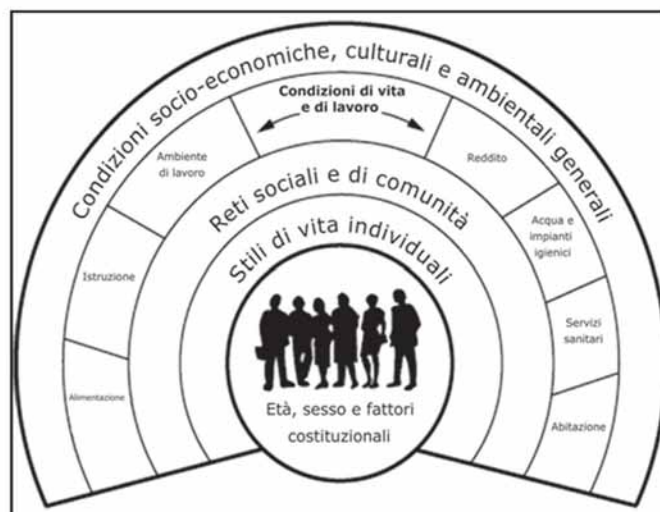 Condizioni socio-economiche, culturali e ambientali generali
Condizioni di vita
e di lavoro
Ambiente
di lavoro
Reddito
Reti sociali e di comunità
Acqua e
impianti
igienici
Stili di vita individuali
Istruzione
Servizi
sanitari
Alimentazione
Abitazione
Età, sesso e fattori
costituzionali